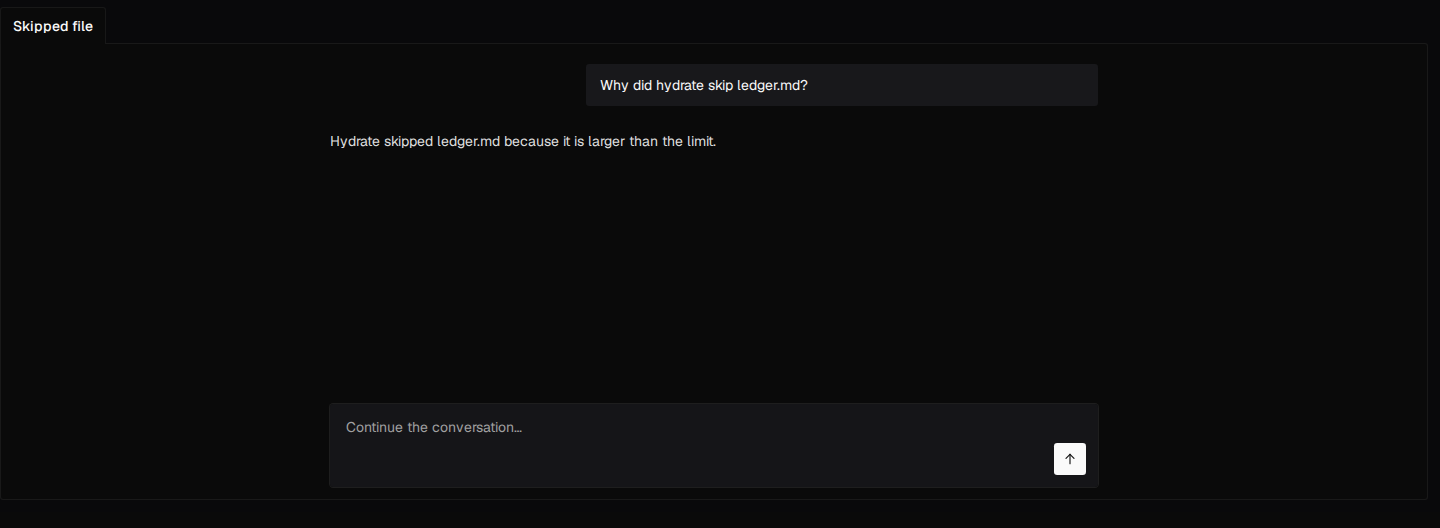 Skipped file
Why did hydrate skip ledger.md?
Hydrate skipped ledger.md because it is larger than the limit.
Continue the conversation...